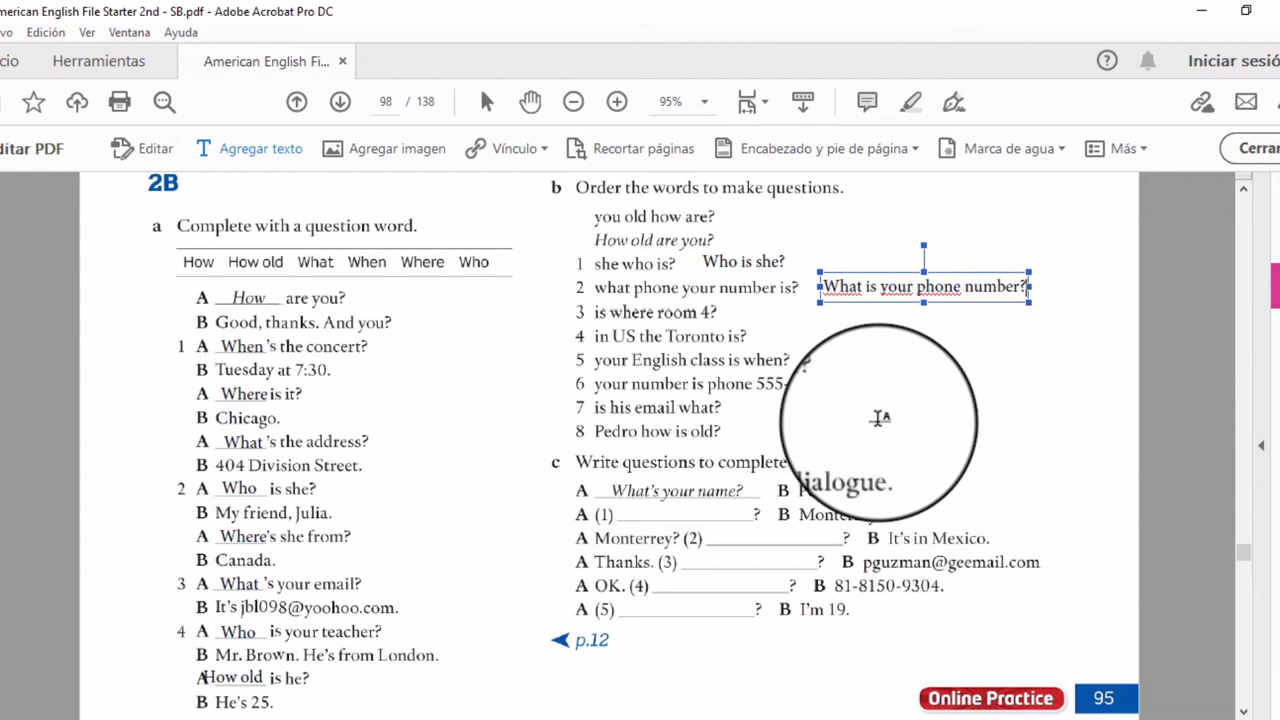 merican English File Starter 2nd - SB.pdf - Adobe Acrobat Pro DC
vo Edición Ver Ventana Ayuda
cio Herramientas American English Fi... × Iniciar sesió
98 / 138 95%
ditar PDF Editar Agregar texto Agregar imagen Vínculo Recortar páginas Encabezado y pie de página Marca de agua Más Cerrar
2B
a Complete with a question word.
How How old What When Where Who
A How are you?
B Good, thanks. And you?
1 A When 's the concert?
B Tuesday at 7:30.
A Where is it?
B Chicago.
A What 's the address?
B 404 Division Street.
2 A Who is she?
B My friend, Julia.
A Where's she from?
B Canada.
3 A What 's your email?
B It's jbl098@yoohoo.com.
4 A Who is your teacher?
B Mr. Brown. He's from London.
A How old is he?
B He's 25.
b Order the words to make questions.
you old how are?
How old are you?
1 she who is? Who is she?
2 what phone your number is? What is your phone number?
3 is where room 4?
4 in US the Toronto is?
5 your English class is when?
6 your number is phone 555-
7 is his email what?
8 Pedro how is old?
c Write questions to complete dialogue.
A What's your name? B
A (1) ? B
A Monterrey? (2) ? B It's in Mexico.
A Thanks. (3) ? B pguzman@geemail.com
A OK. (4) ? B 81-8150-9304.
A (5) ? B I'm 19.
p.12
Online Practice 95